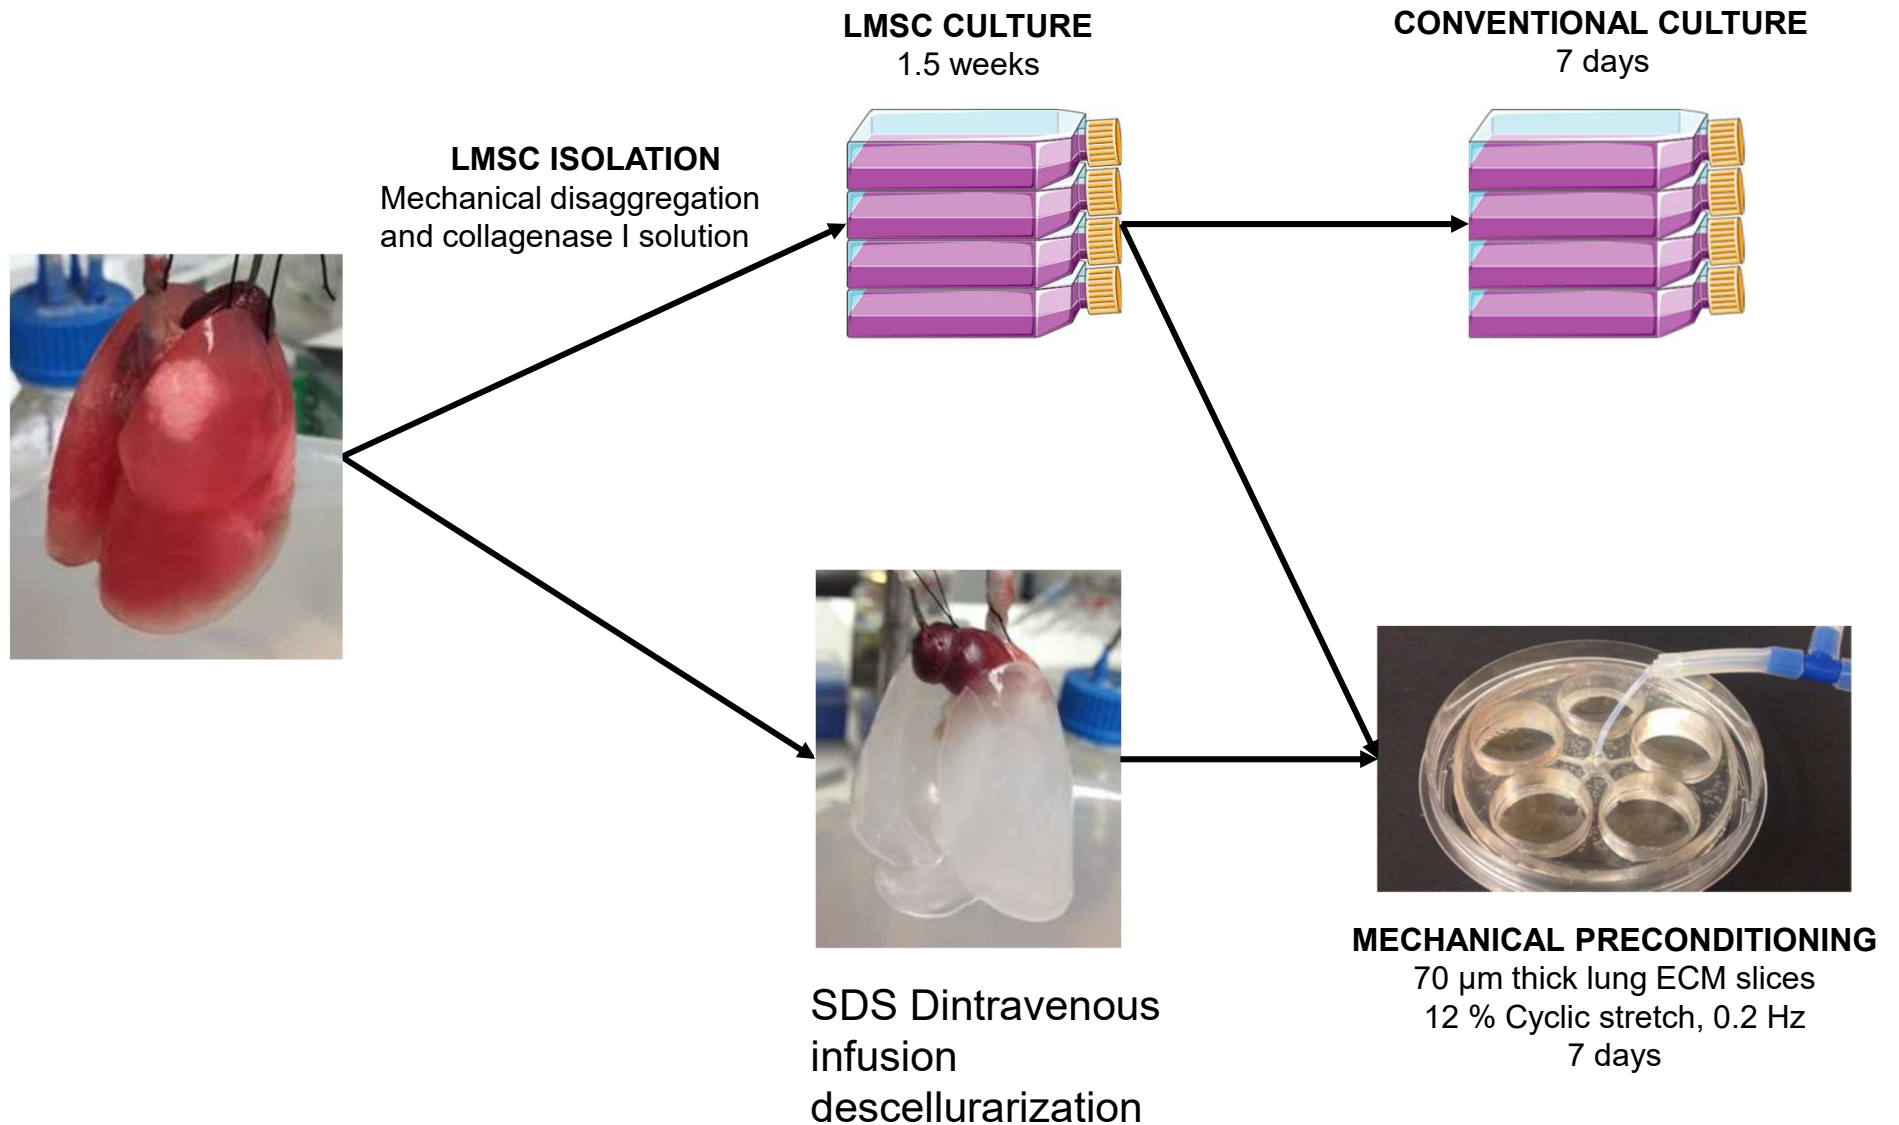 LMSC CULTURE
1.5 weeks
CONVENTIONAL CULTURE
7 days
LMSC ISOLATION
Mechanical disaggregation
and collagenase I solution
SDS Dintravenous
infusion
descellurarization
MECHANICAL PRECONDITIONING
70 µm thick lung ECM slices
12 % Cyclic stretch, 0.2 Hz
7 days